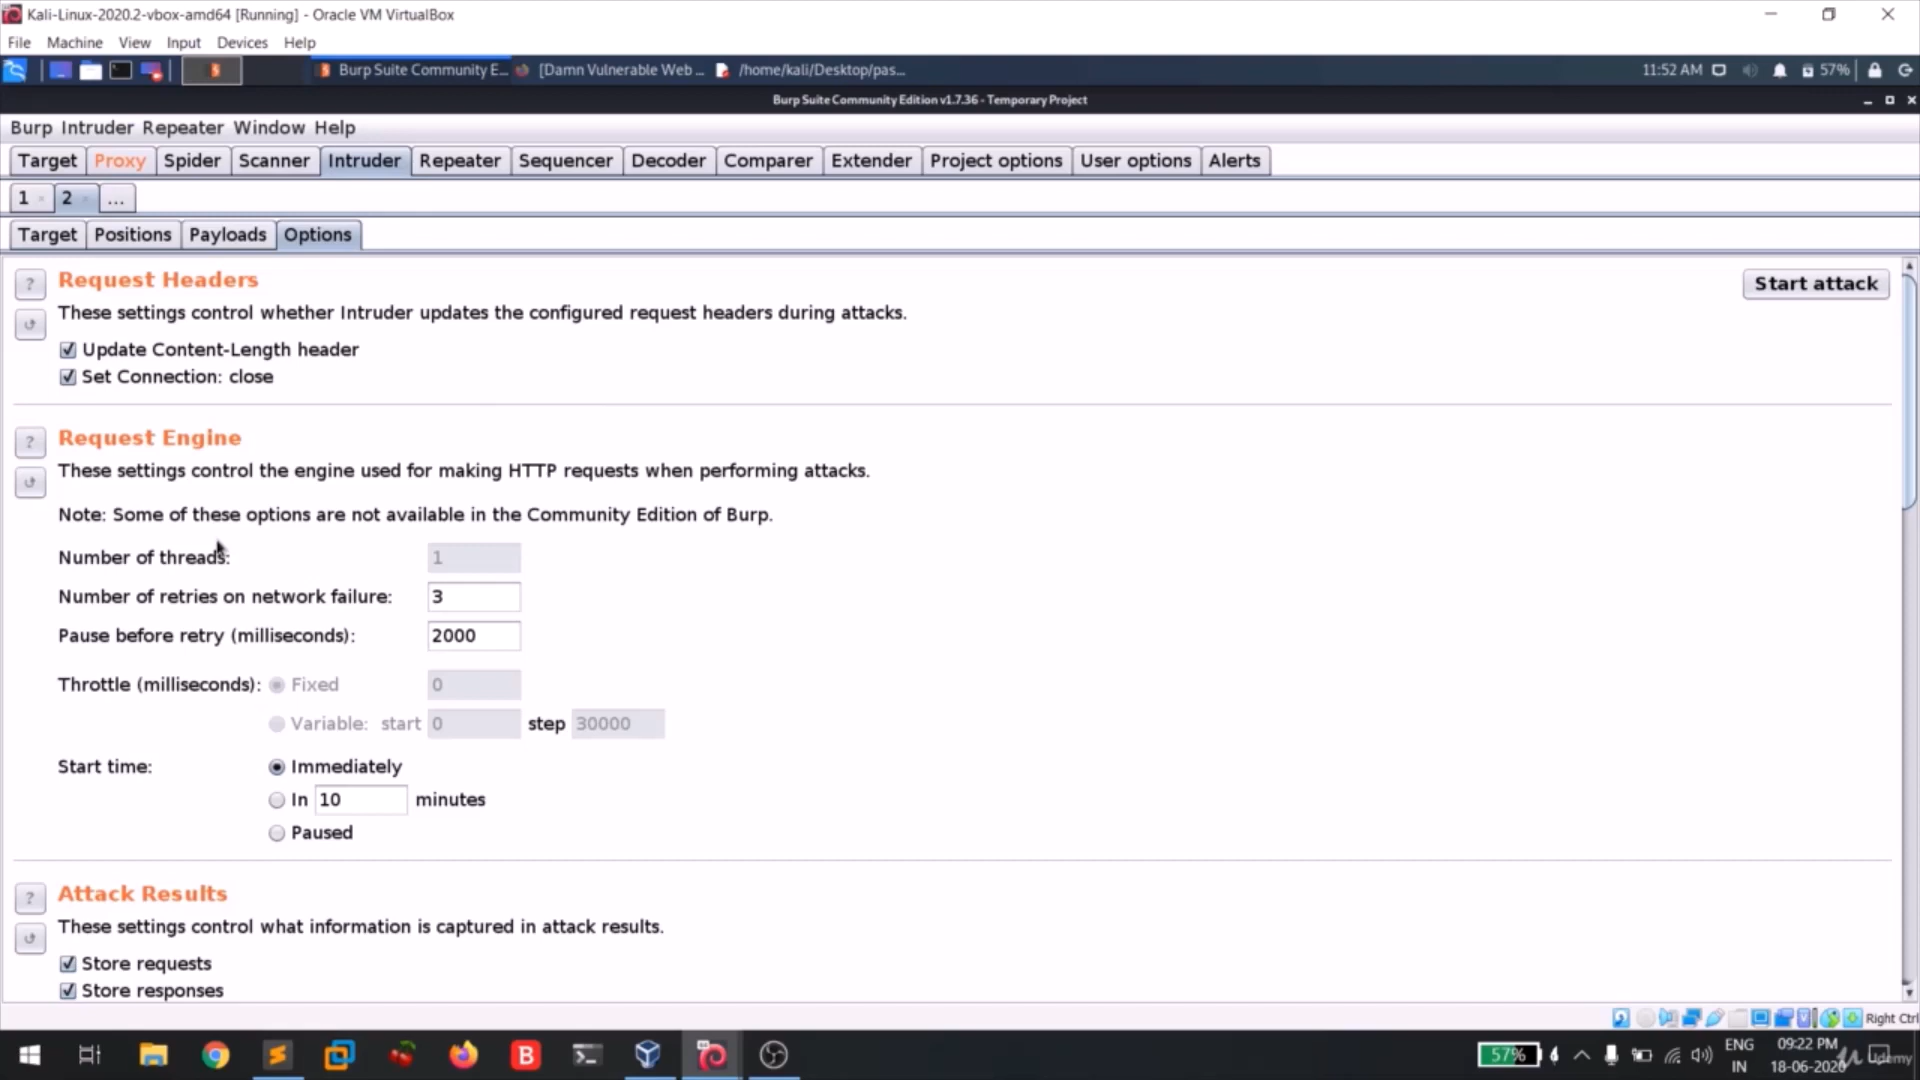 Kali-Linux-2020.2-vbox-amd64 [Running] - Oracle VM VirtualBox
File Machine View Input Devices Help
Burp Suite Community E... [Damn Vulnerable Web ... /home/kali/Desktop/pas... 11:52 AM 57%
Burp Suite Community Edition v1.7.36 - Temporary Project
Burp Intruder Repeater Window Help
Target Proxy Spider Scanner Intruder Repeater Sequencer Decoder Comparer Extender Project options User options Alerts
1 × 2 × ...
Target Positions Payloads Options
? Request Headers Start attack
These settings control whether Intruder updates the configured request headers during attacks.
Update Content-Length header
Set Connection: close
? Request Engine
These settings control the engine used for making HTTP requests when performing attacks.
Note: Some of these options are not available in the Community Edition of Burp.
Number of threads: 1
Number of retries on network failure: 3
Pause before retry (milliseconds): 2000
Throttle (milliseconds): Fixed 0
Variable: start 0 step 30000
Start time: Immediately
In 10 minutes
Paused
? Attack Results
These settings control what information is captured in attack results.
Store requests
Store responses
Right Ctrl
B 57% ENG 09:22 PM
IN 18-06-2020 Udemy